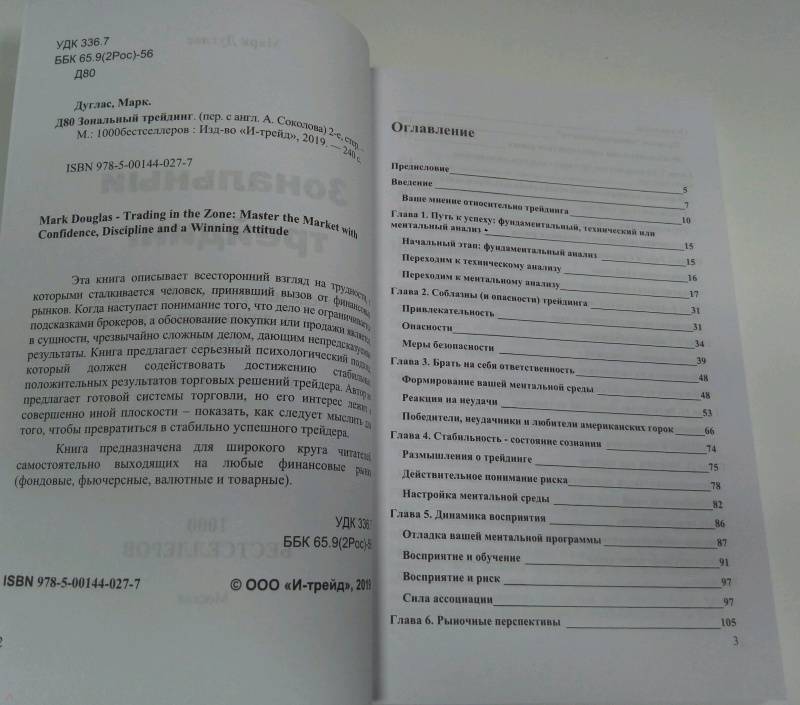 УДК 336.7
ББК 65.9(2Рос)-56
Д80
Дуглас, Марк.
Д80 Зональный трейдинг. (пер. с англ. А. Соколова) 2-е, стер...
М.: 1000бестселлеров : Изд-во «И-трейд», 2019. — 240 с.
ISBN 978-5-00144-027-7
Mark Douglas - Trading in the Zone: Master the Market with
Confidence, Discipline and a Winning Attitude
Эта книга описывает всесторонний взгляд на трудности, с
которыми сталкивается человек, принявший вызов от финансовых
рынков. Когда наступает понимание того, что дело не ограничено
подсказками брокеров, а обоснование покупки или продажи является,
в сущности, чрезвычайно сложным делом, дающим непредсказуемые
результаты. Книга предлагает серьезный психологический подход,
который должен содействовать достижению стабильных
положительных результатов торговых решений трейдера. Автор не
предлагает готовой системы торговли, но его интерес лежит в
совершенно иной плоскости – показать, как следует мыслить для
того, чтобы превратиться в стабильно успешного трейдера.
Книга предназначена для широкого круга читателей,
самостоятельно выходящих на любые финансовые рынки
(фондовые, фьючерсные, валютные и товарные).
УДК 336.7
ББК 65.9(2Рос)-5
ISBN 978-5-00144-027-7 © ООО «И-трейд», 2019
2
Оглавление
Предисловие 5
Введение 7
Ваше мнение относительно трейдинга 10
Глава 1. Путь к успеху: фундаментальный, технический или
ментальный анализ - 15
Начальный этап: фундаментальный анализ 15
Переходим к техническому анализу 16
Переходим к ментальному анализу 17
Глава 2. Соблазны (и опасности) трейдинга 31
Привлекательность 31
Опасности 34
Меры безопасности 39
Глава 3. Брать на себя ответственность 48
Формирование вашей ментальной среды 48
Реакция на неудачи 53
Победители, неудачники и любители американских горок 66
Глава 4. Стабильность - состояние сознания 74
Размышления о трейдинге 75
Действительное понимание риска 78
Настройка ментальной среды 82
Глава 5. Динамика восприятия 86
Отладка вашей ментальной программы 87
Восприятие и обучение 91
Восприятие и риск 97
Сила ассоциации 97
Глава 6. Рыночные перспективы 105
3